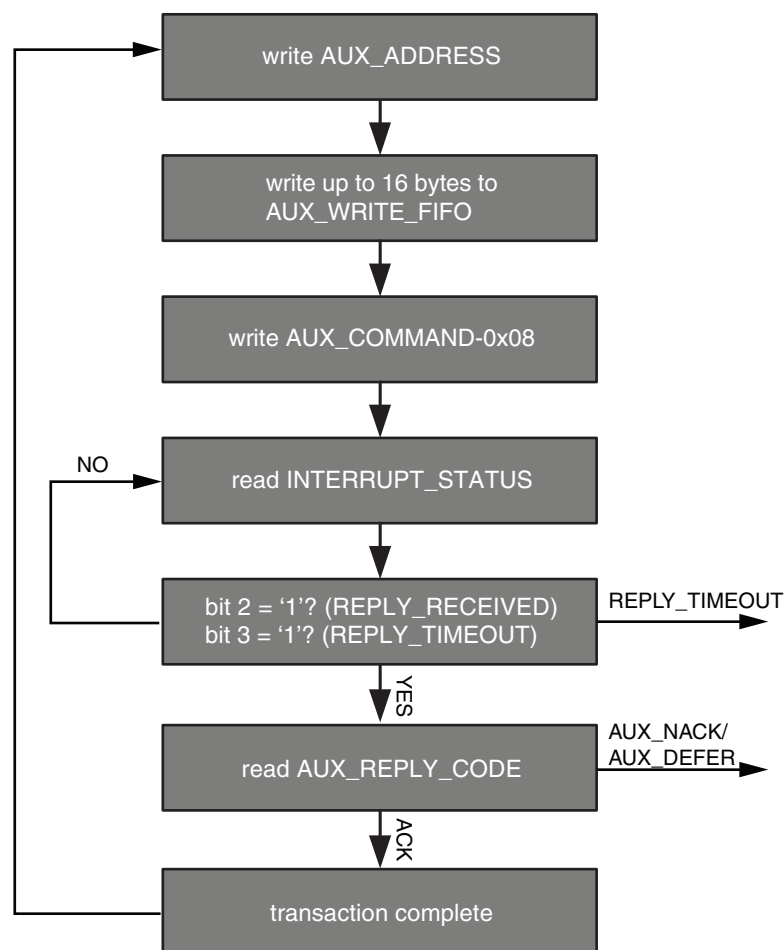 write AUX_ADDRESS
write up to 16 bytes to
AUX_WRITE_FIFO
write AUX_COMMAND-0x08
NO
read INTERRUPT_STATUS
bit 2 = ‘1’? (REPLY_RECEIVED)
bit 3 = ‘1’? (REPLY_TIMEOUT)
REPLY_TIMEOUT
YES
read AUX_REPLY_CODE
AUX_NACK/
AUX_DEFER
ACK
transaction complete